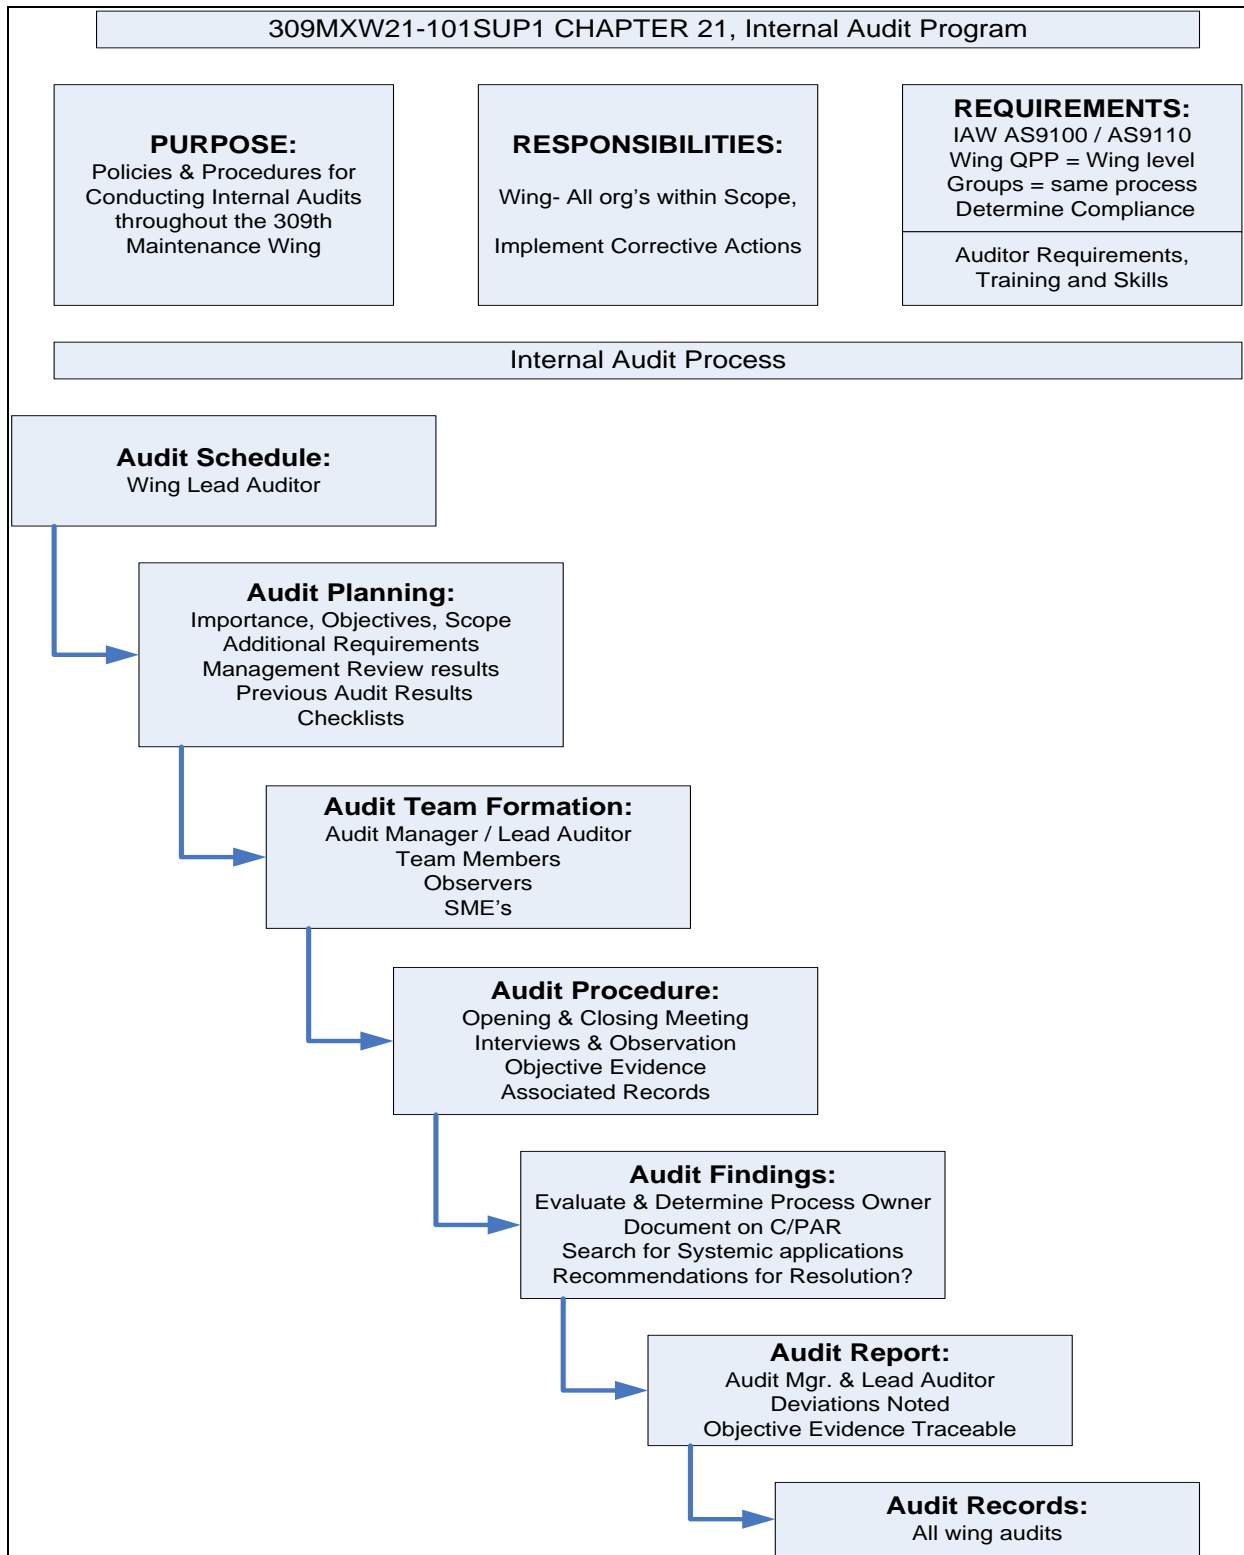 309MXW21-101SUP1 CHAPTER 21, Internal Audit Program
PURPOSE:
Policies & Procedures for
Conducting Internal Audits
throughout the 309th
Maintenance Wing
RESPONSIBILITIES:
Wing- All org's within Scope,
Implement Corrective Actions
REQUIREMENTS:
IAW AS9100 / AS9110
Wing QPP = Wing level
Groups = same process
Determine Compliance
Auditor Requirements,
Training and Skills
Internal Audit Process
Audit Schedule:
Wing Lead Auditor
Audit Planning:
Importance, Objectives, Scope
Additional Requirements
Management Review results
Previous Audit Results
Checklists
Audit Team Formation:
Audit Manager / Lead Auditor
Team Members
Observers
SME's
Audit Procedure:
Opening & Closing Meeting
Interviews & Observation
Objective Evidence
Associated Records
Audit Findings:
Evaluate & Determine Process Owner
Document on C/PAR
Search for Systemic applications
Recommendations for Resolution?
Audit Report:
Audit Mgr. & Lead Auditor
Deviations Noted
Objective Evidence Traceable
Audit Records:
All wing audits